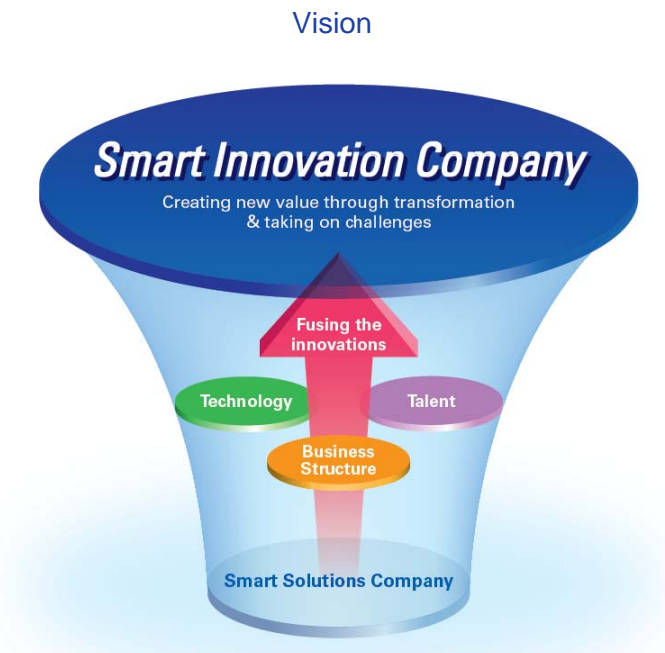 Vision
Smart Innovation Company
Creating new value through transformation
& taking on challenges
Fusing the
innovations
Technology
Talent
Business
Structure
Smart Solutions Company